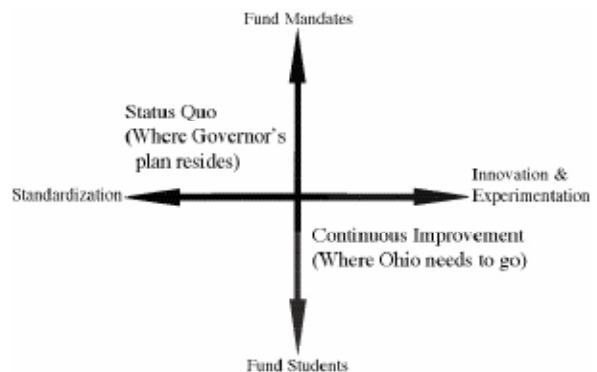 Fund Mandates
Status Quo
(Where Governor's
plan resides)
Innovation &
Standardization
Experimentation
Continuous Improvement
(Where Ohio needs to go)
Fund Students